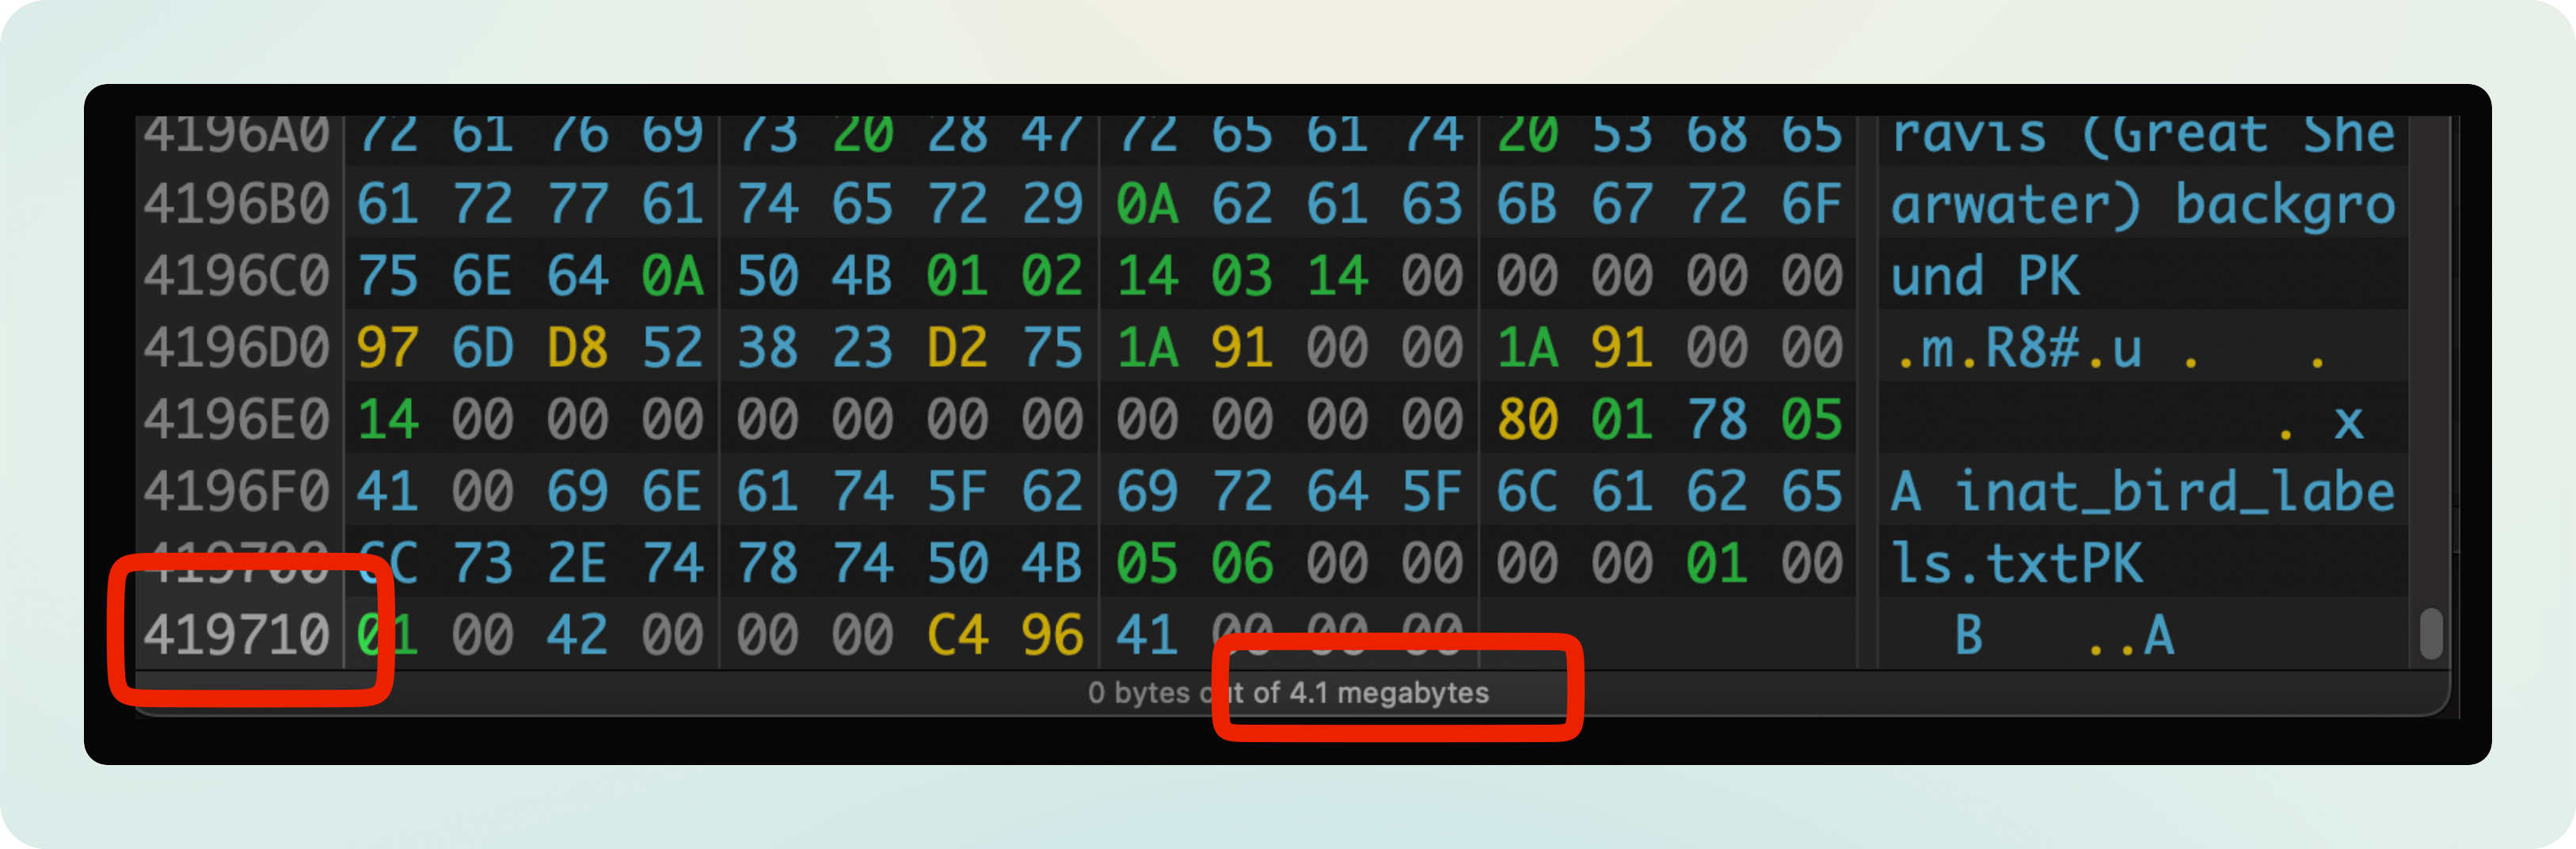 4196A0 72 61 76 69 73 20 28 47 72 65 61 74 20 53 68 65 ravis (Great She
4196B0 61 72 77 61 74 65 72 29 0A 62 61 63 6B 67 72 6F arwater) backgro
4196C0 75 6E 64 0A 50 4B 01 02 14 03 14 00 00 00 00 00 und PK
4196D0 97 6D D8 52 38 23 D2 75 1A 91 00 00 1A 91 00 00 .m.R8#.u . .
4196E0 14 00 00 00 00 00 00 00 00 00 00 00 80 01 78 05 . x
4196F0 41 00 69 6E 61 74 5F 62 69 72 64 5F 6C 61 62 65 A inat_bird_labe
419700 6C 73 2E 74 78 74 50 4B 05 06 00 00 00 00 01 00 ls.txtPK
419710 01 00 42 00 00 00 C4 96 41 00 00 00 B ..A
0 bytes out of 4.1 megabytes